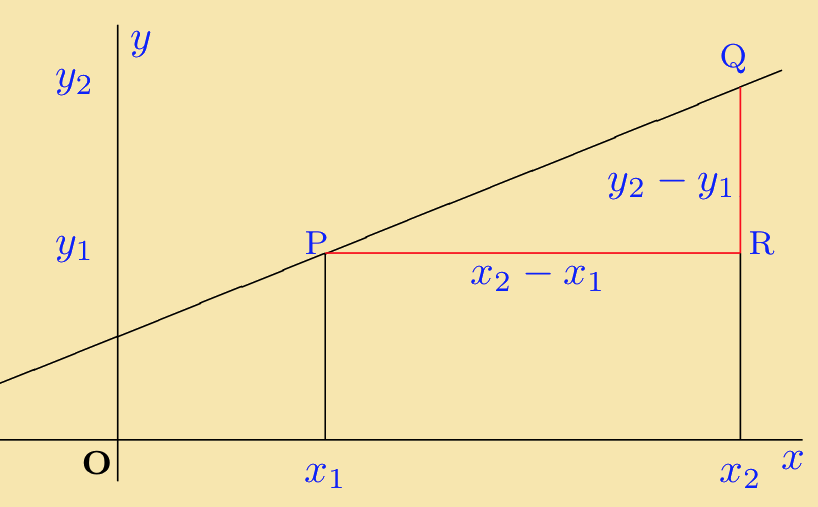 y
Q
y₂
y₂ − y₁
y₁
P
R
x₂ − x₁
O
x₁
x₂
x